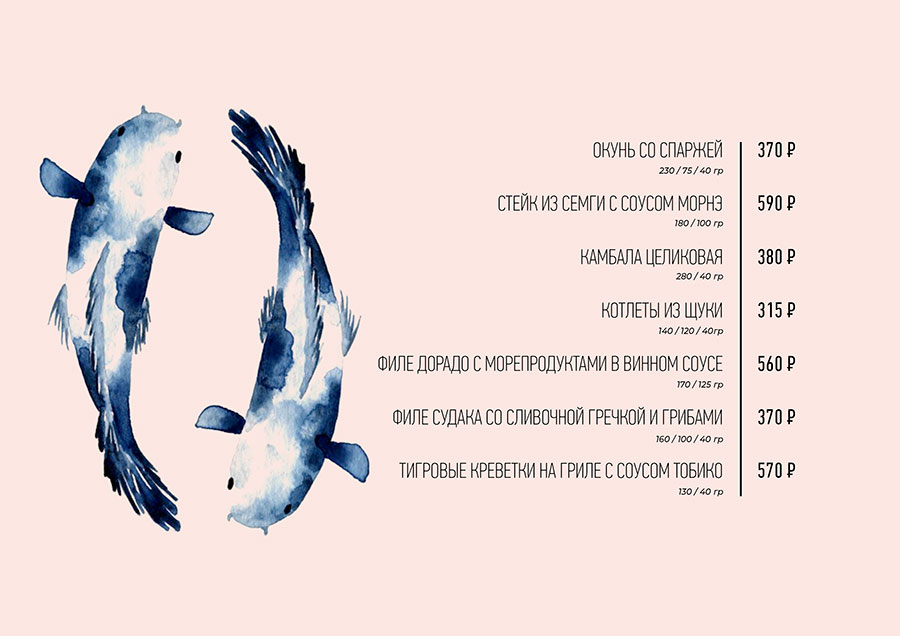 ОКУНЬ СО СПАРЖЕЙ 370 ₽
230 / 75 / 40 гр
СТЕЙК ИЗ СЕМГИ С СОУСОМ МОРНЭ 590 ₽
180 / 100 гр
КАМБАЛА ЦЕЛИКОВАЯ 380 ₽
280 / 40 гр
КОТЛЕТЫ ИЗ ЩУКИ 315 ₽
140 / 120 / 40гр
ФИЛЕ ДОРАДО С МОРЕПРОДУКТАМИ В ВИННОМ СОУСЕ 560 ₽
170 / 125 гр
ФИЛЕ СУДАКА СО СЛИВОЧНОЙ ГРЕЧКОЙ И ГРИБАМИ 370 ₽
160 / 100 / 40 гр
ТИГРОВЫЕ КРЕВЕТКИ НА ГРИЛЕ С СОУСОМ ТОБИКО 570 ₽
130 / 40 гр